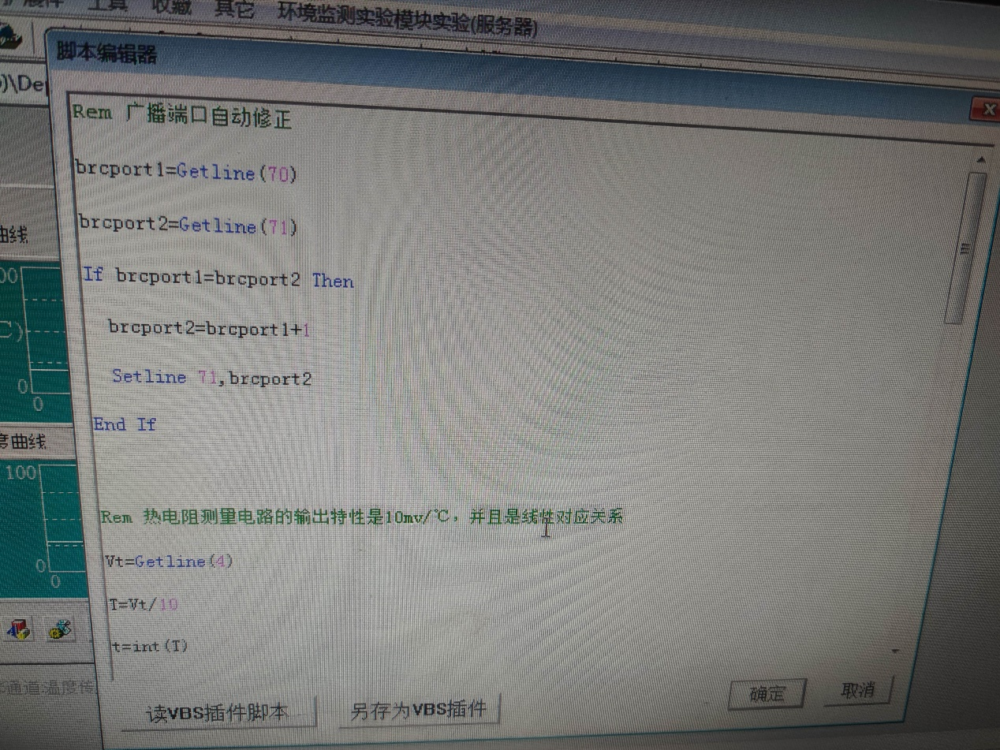 工具 收藏 其它 环境监测实验模块实验(服务器)
脚本编辑器
)\De
Rem 广播端口自动修正
brcport1=Getline(70)
brcport2=Getline(71)
If brcport1=brcport2 Then
brcport2=brcport1+1
Setline 71,brcport2
End If
Rem 热电阻测量电路的输出特性是10mv/℃，并且是线性对应关系
Vt=Getline(4)
T=Vt/10
t=int(T)
曲线
00
C)
0
0
曲线
100
0
0
通道温度传
读VBS插件脚本 另存为VBS插件 确定 取消